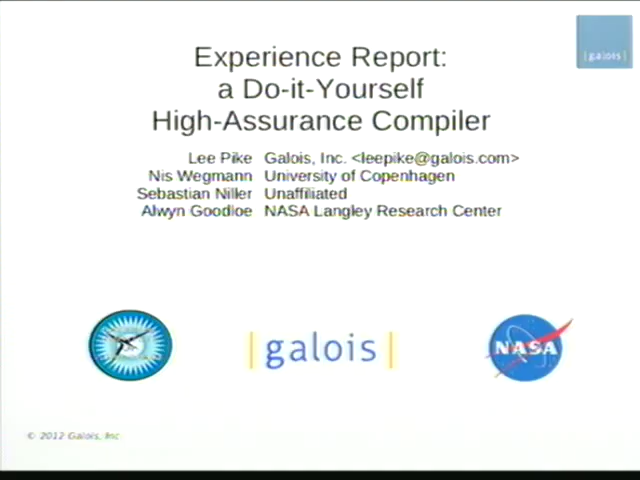 |galois|
Experience Report:
a Do-it-Yourself
High-Assurance Compiler
Lee Pike Galois, Inc. <leepike@galois.com>
Nis Wegmann University of Copenhagen
Sebastian Niller Unaffiliated
Alwyn Goodloe NASA Langley Research Center
|galois|
NASA
© 2012 Galois, Inc